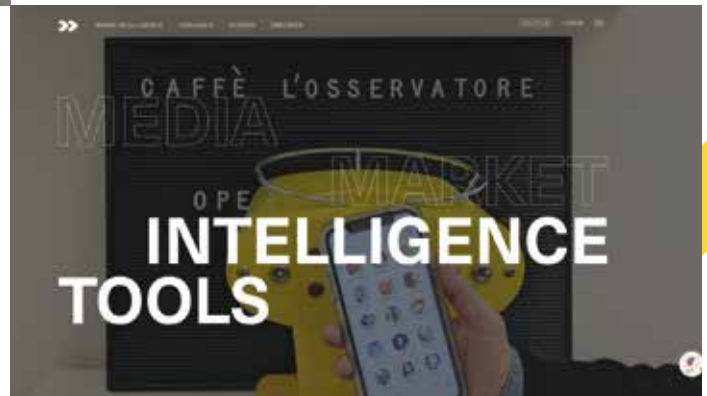 CAFFÈ L'OSSERVATORE
MEDIA
MARKET
OPE
INTELLIGENCE
TOOLS